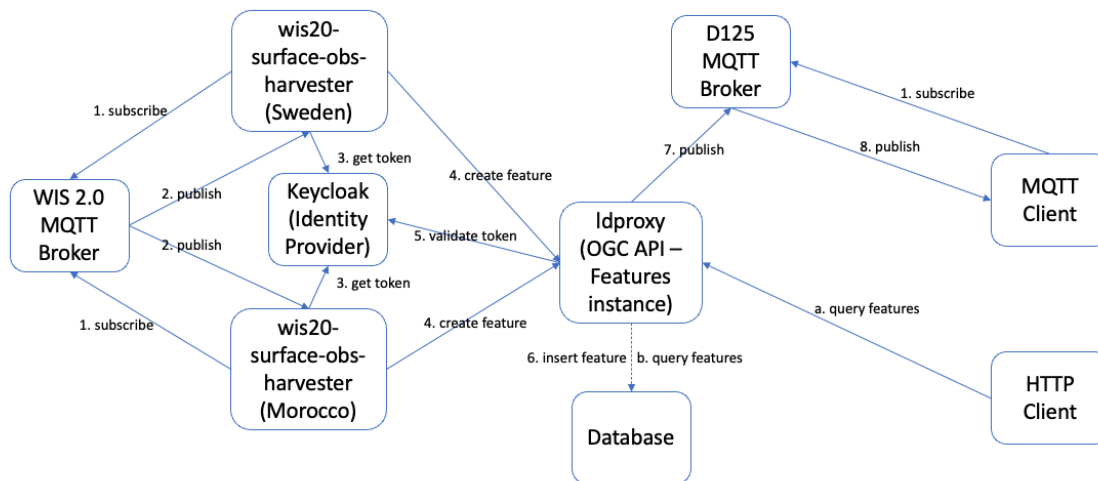 wis20-
surface-obs-
harvester
(Sweden)
D125
MQTT
Broker
1. subscribe
1. subscribe
3. get token
7. publish
8. publish
4. create feature
WIS 2.0
MQTT
Broker
2. publish
2. publish
Keycloak
(Identity
Provider)
5. validate token
ldproxy
(OGC API –
Features
instance)
MQTT
Client
3. get token
1. subscribe
4. create feature
a. query features
wis20-
surface-obs-
harvester
(Morocco)
6. insert feature
b. query features
HTTP
Client
Database